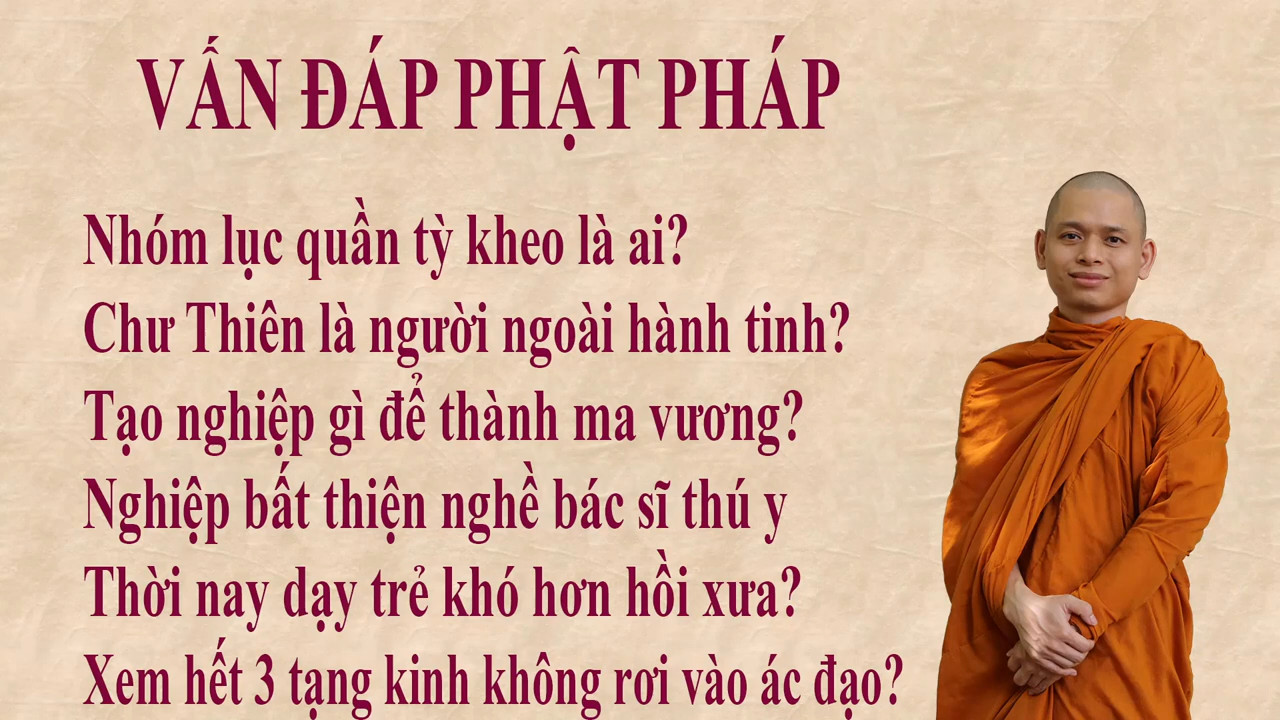 VẤN ĐÁP PHẬT PHÁP
Nhóm lục quần tỳ kheo là ai?
Chư Thiên là người ngoài hành tinh?
Tạo nghiệp gì để thành ma vương?
Nghiệp bất thiện nghề bác sĩ thú y
Thời nay dạy trẻ khó hơn hồi xưa?
Xem hết 3 tạng kinh không rơi vào ác đạo?